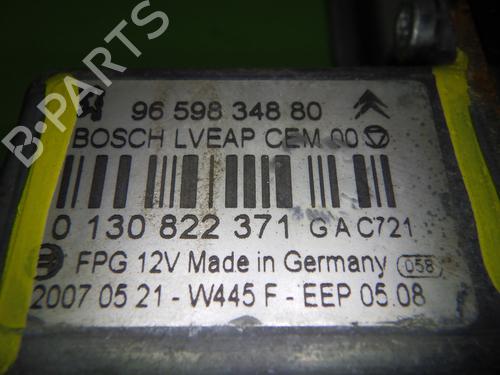 96 598 348 80
BOSCH LVEAP CEM 00
0 130 822 371 G A C721
FPG 12V Made in Germany 058
2007 05 21 - W445 F - EEP 05.08
B-PARTS